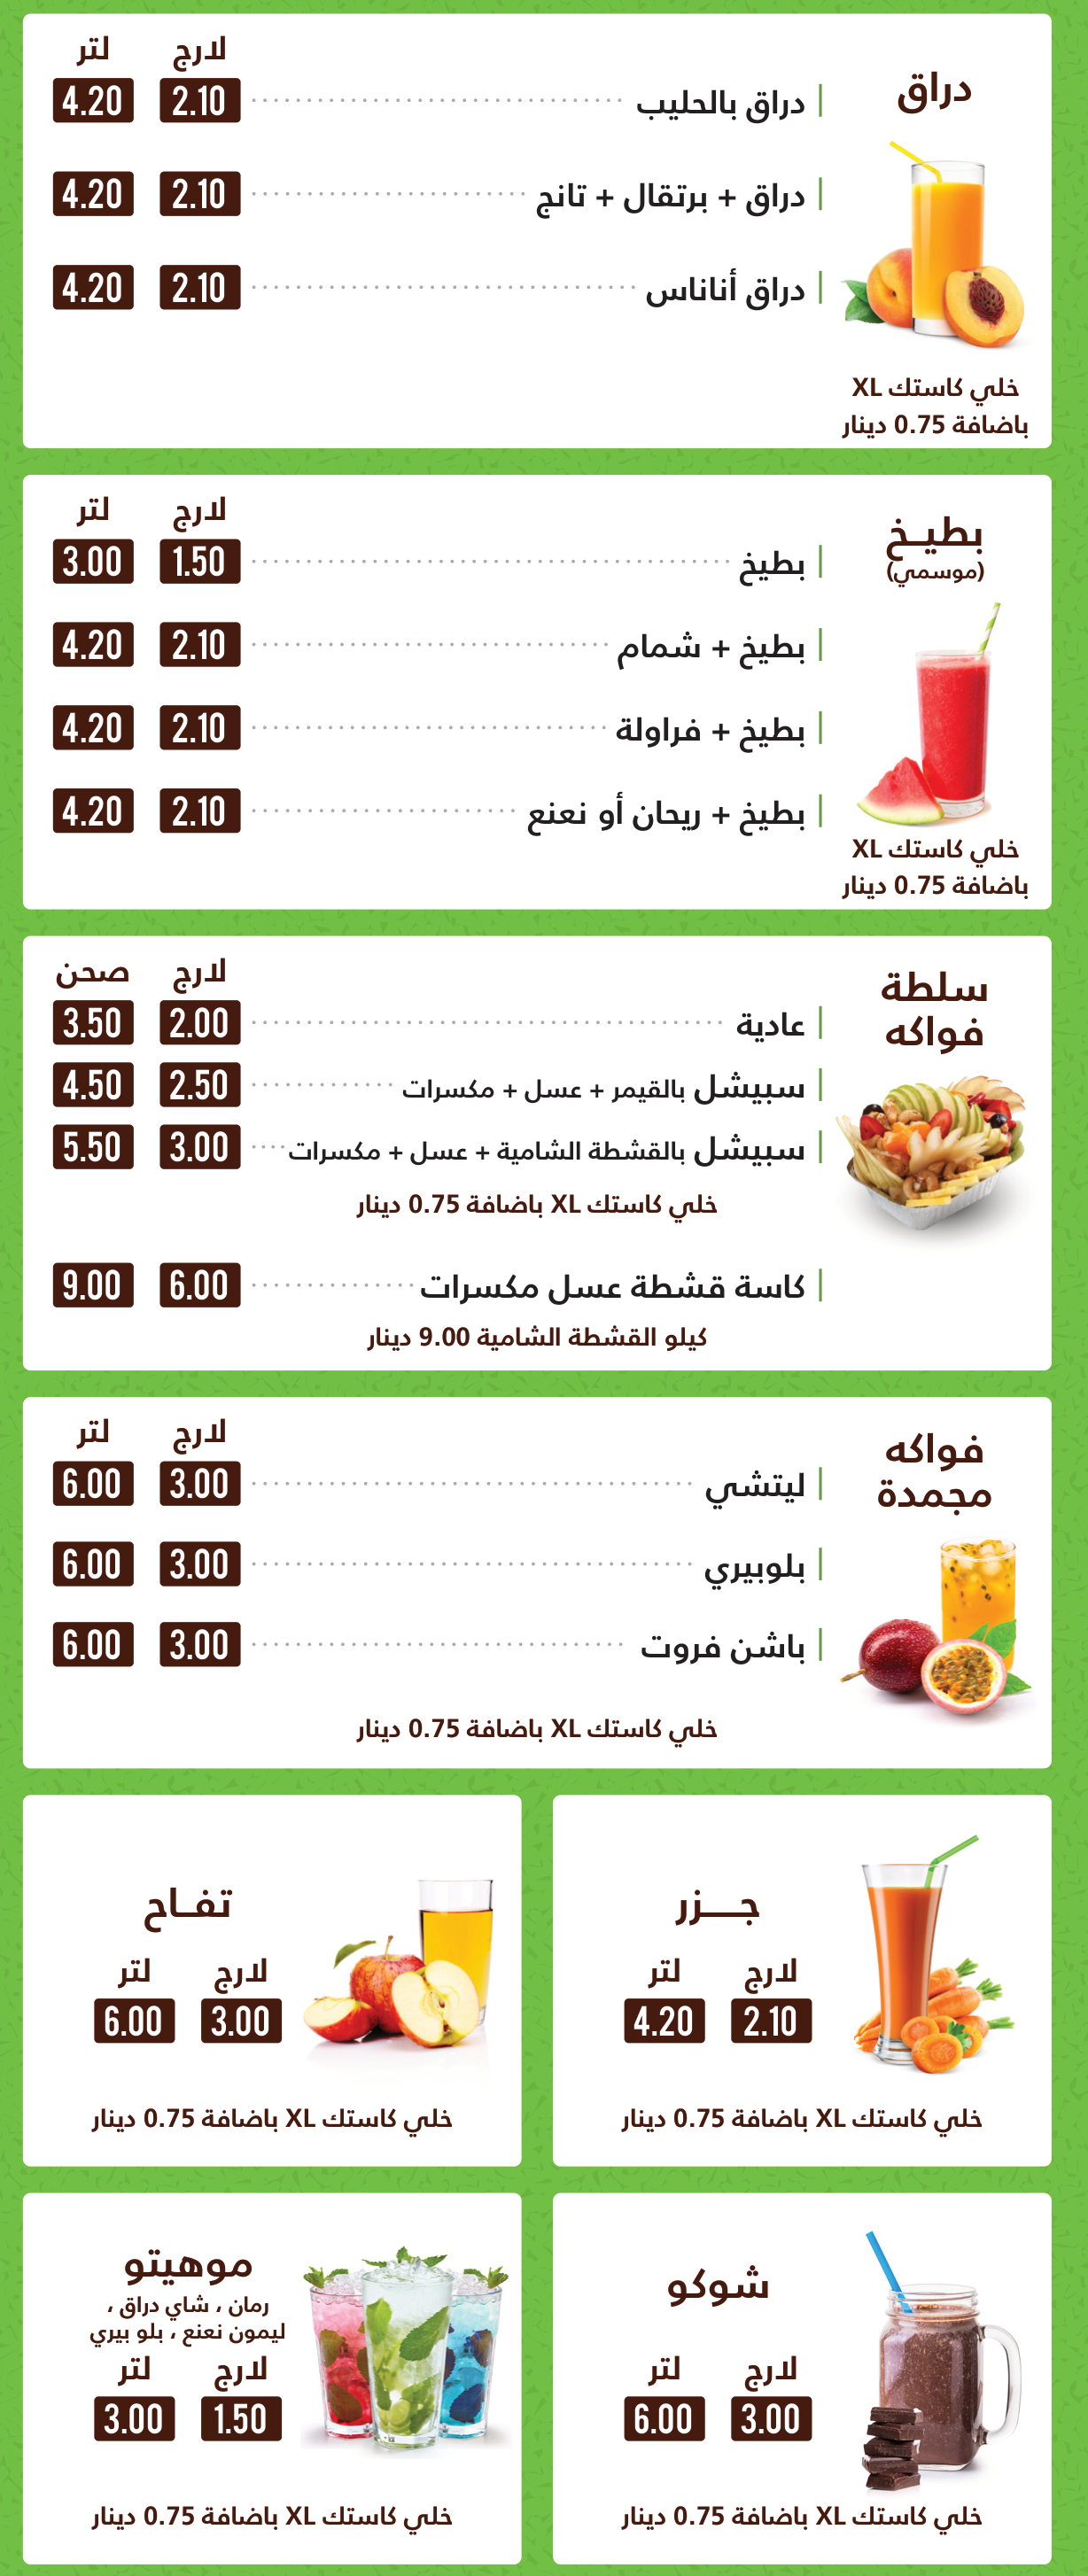 دراق
لارج لتر
دراق بالحليب 2.10 4.20
دراق + برتقال + تانج 2.10 4.20
دراق أناناس 2.10 4.20
خلي كاستك XL
باضافة 0.75 دينار
بطيـخ
(موسمي)
لارج لتر
بطيخ 1.50 3.00
بطيخ + شمام 2.10 4.20
بطيخ + فراولة 2.10 4.20
بطيخ + ريحان أو نعنع 2.10 4.20
خلي كاستك XL
باضافة 0.75 دينار
سلطة
فواكه
لارج صحن
عادية 2.00 3.50
سبيشل بالقيمر + عسل + مكسرات 2.50 4.50
سبيشل بالقشطة الشامية + عسل + مكسرات 3.00 5.50
خلي كاستك XL باضافة 0.75 دينار
كاسة قشطة عسل مكسرات 6.00 9.00
كيلو القشطة الشامية 9.00 دينار
فواكه
مجمدة
لارج لتر
ليتشي 3.00 6.00
بلوبيري 3.00 6.00
باشن فروت 3.00 6.00
خلي كاستك XL باضافة 0.75 دينار
جـــزر
لارج لتر
2.10 4.20
خلي كاستك XL باضافة 0.75 دينار
تفـاح
لارج لتر
3.00 6.00
خلي كاستك XL باضافة 0.75 دينار
شوكو
لارج لتر
3.00 6.00
خلي كاستك XL باضافة 0.75 دينار
موهيتو
رمان ، شاي دراق ،
ليمون نعنع ، بلو بيري
لارج لتر
1.50 3.00
خلي كاستك XL باضافة 0.75 دينار